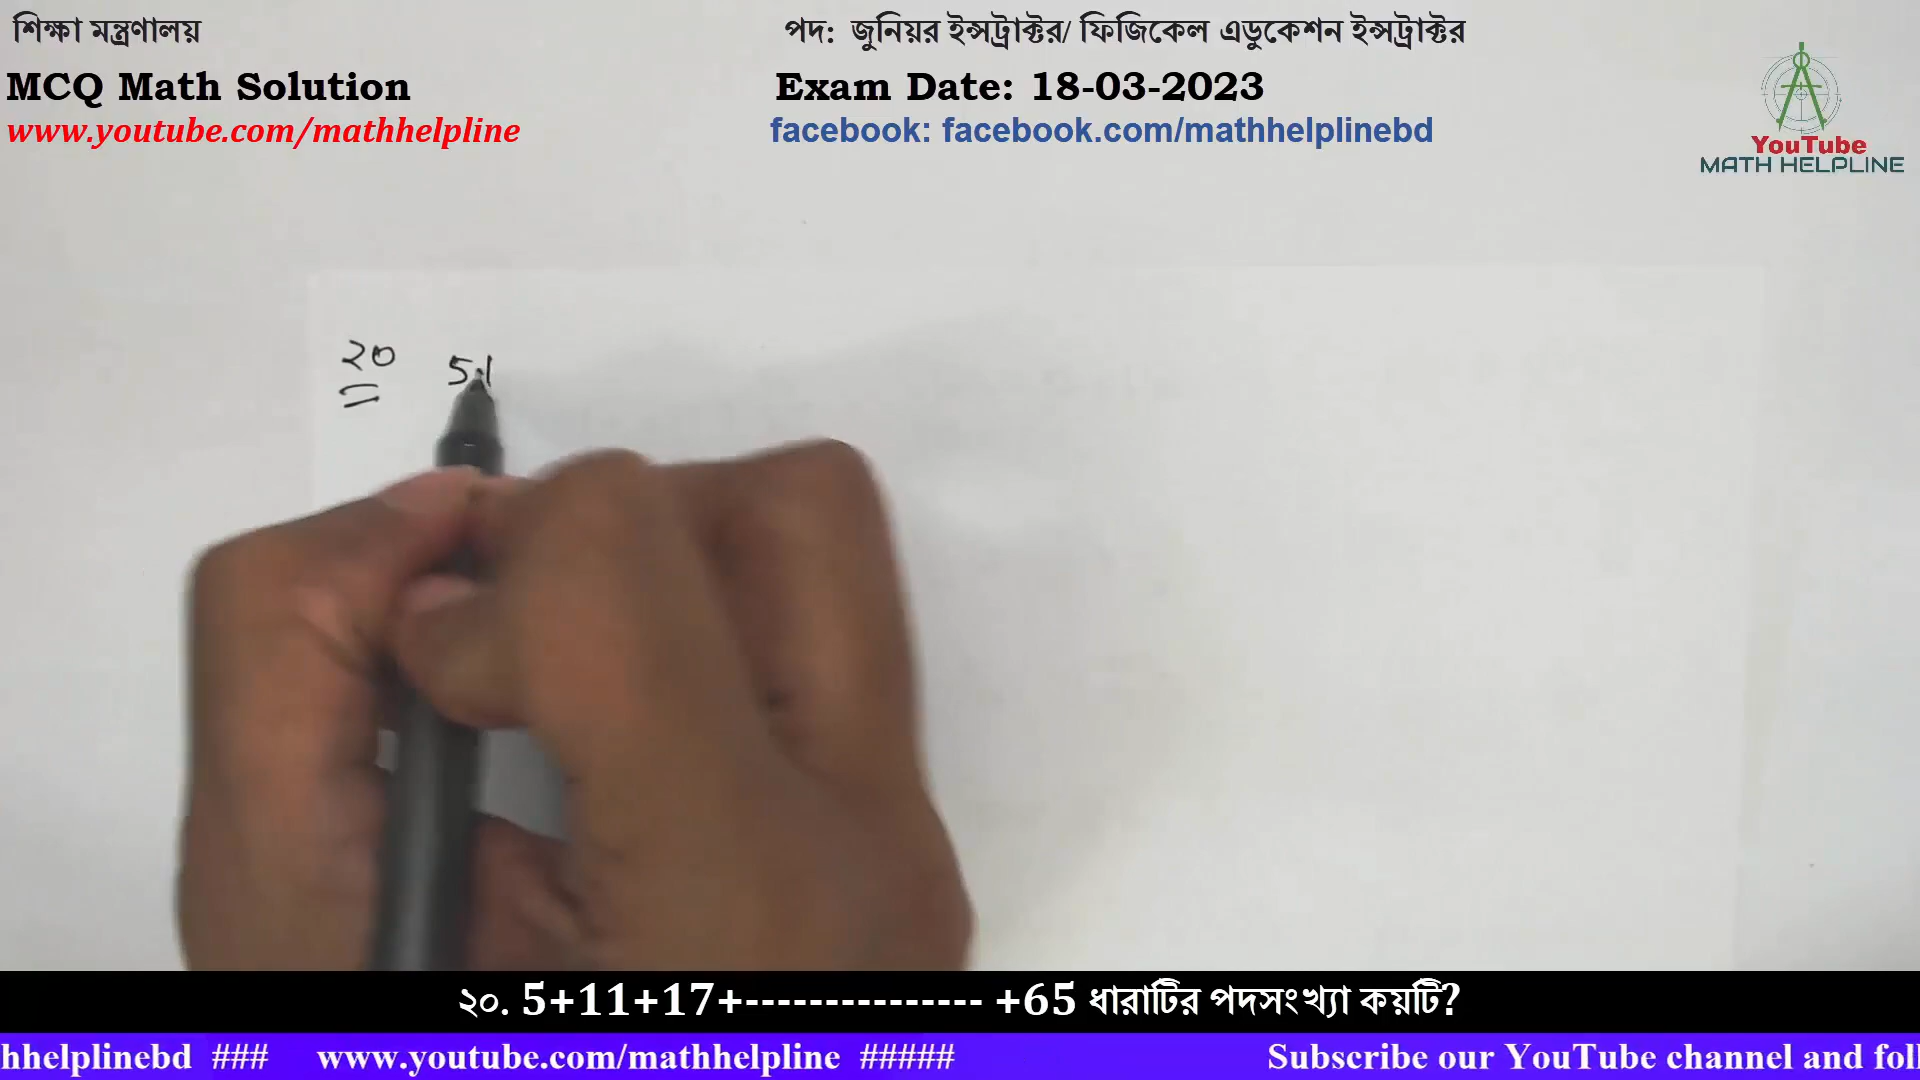 শিক্ষা মন্ত্রণালয়
পদ: জুনিয়র ইন্সট্রাক্টর/ ফিজিকেল এডুকেশন ইন্সট্রাক্টর
MCQ Math Solution
Exam Date: 18-03-2023
www.youtube.com/mathhelpline
facebook: facebook.com/mathhelplinebd
YouTube
MATH HELPLINE
২০
২০. 5+11+17+--------------- +65 ধারাটির পদসংখ্যা কয়টি?
hhelplinebd ### www.youtube.com/mathhelpline ##### Subscribe our YouTube channel and foll